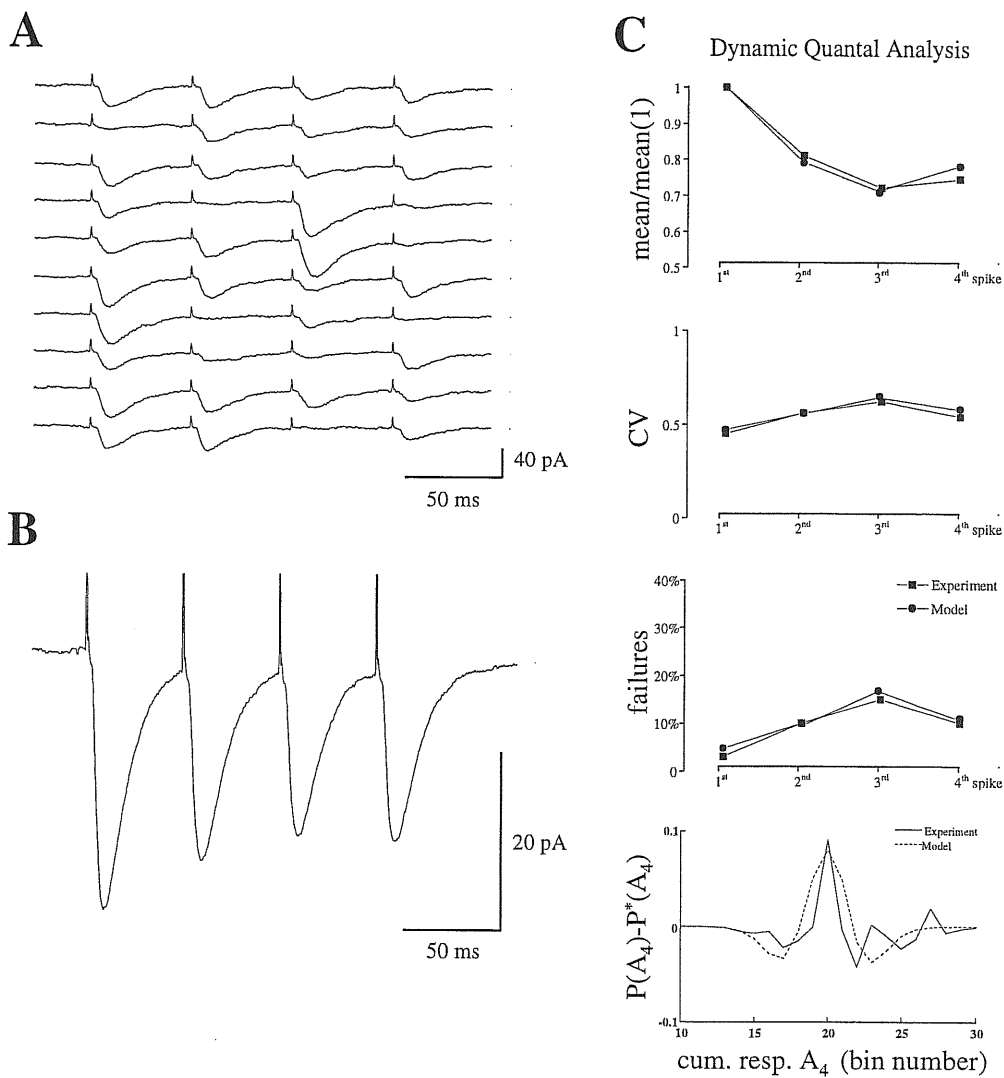 A
40 pA
50 ms
B
20 pA
50 ms
C
Dynamic Quantal Analysis
mean/mean(1)
1
0.9
0.8
0.7
0.6
0.5
1st 2nd 3rd 4th spike
CV
1
0.5
0
1st 2nd 3rd 4th spike
failures
40%
30%
20%
10%
0
Experiment
Model
1st 2nd 3rd 4th spike
P(A4)-P*(A4)
0.1
0
-0.1
Experiment
Model
10 15 20 25 30
cum. resp. A4 (bin number)